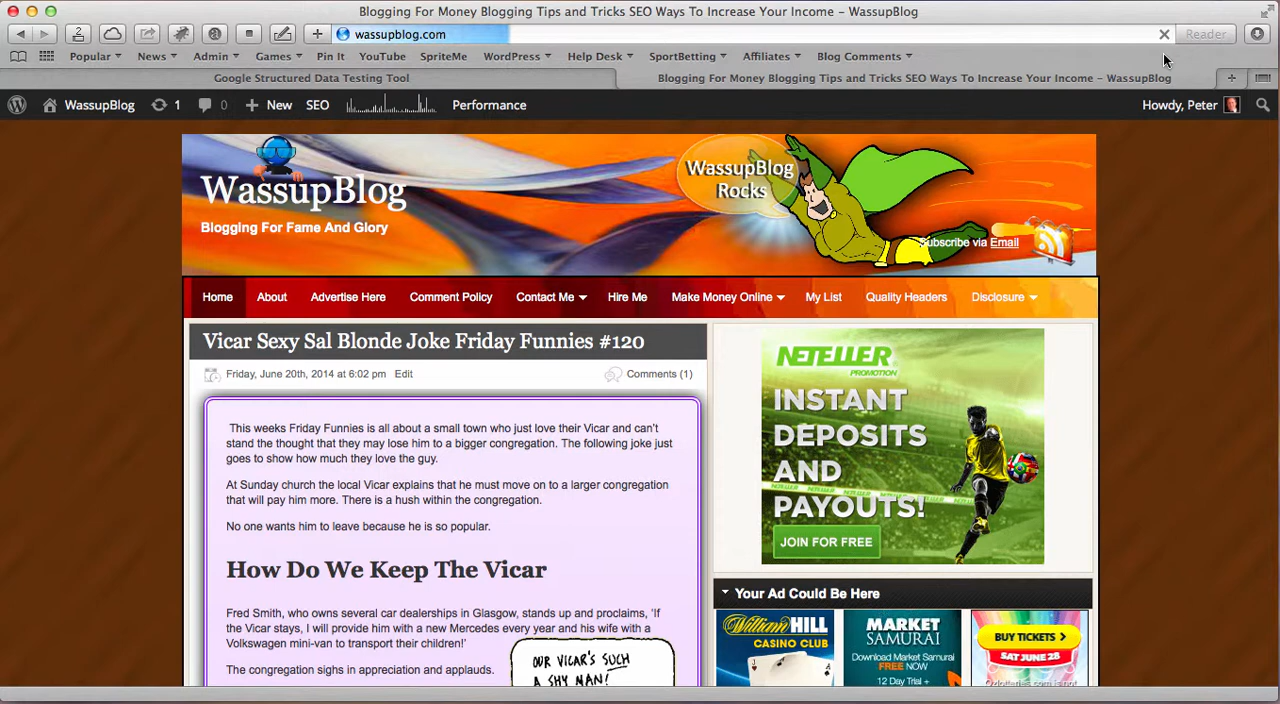 Blogging For Money Blogging Tips and Tricks SEO Ways To Increase Your Income – WassupBlog
wassupblog.com
Reader
Popular
News
Admin
Games
Pin It
YouTube
SpriteMe
WordPress
Help Desk
SportBetting
Affiliates
Blog Comments
Google Structured Data Testing Tool
Blogging For Money Blogging Tips and Tricks SEO Ways To Increase Your Income – WassupBlog
WassupBlog
1
0
New
SEO
Performance
Howdy, Peter
WassupBlog
Blogging For Fame And Glory
WassupBlog
Rocks
Subscribe via Email
Home
About
Advertise Here
Comment Policy
Contact Me
Hire Me
Make Money Online
My List
Quality Headers
Disclosure
Vicar Sexy Sal Blonde Joke Friday Funnies #120
Friday, June 20th, 2014 at 6:02 pm Edit
Comments (1)
This weeks Friday Funnies is all about a small town who just love their Vicar and can't
stand the thought that they may lose him to a bigger congregation. The following joke just
goes to show how much they love the guy.
At Sunday church the local Vicar explains that he must move on to a larger congregation
that will pay him more. There is a hush within the congregation.
No one wants him to leave because he is so popular.
How Do We Keep The Vicar
Fred Smith, who owns several car dealerships in Glasgow, stands up and proclaims, 'If
the Vicar stays, I will provide him with a new Mercedes every year and his wife with a
Volkswagen mini-van to transport their children!'
The congregation sighs in appreciation and applauds.
OUR VICAR'S SUCH
A SHY MAN!
NETELLER
PROMOTION
INSTANT
DEPOSITS
AND
PAYOUTS!
JOIN FOR FREE
Your Ad Could Be Here
William HILL
CASINO CLUB
MARKET
SAMURAI
Download Market Samurai
FREE NOW
12 Day Trial +
BUY TICKETS
SAT JUNE 28
Ozlotteries.com is not